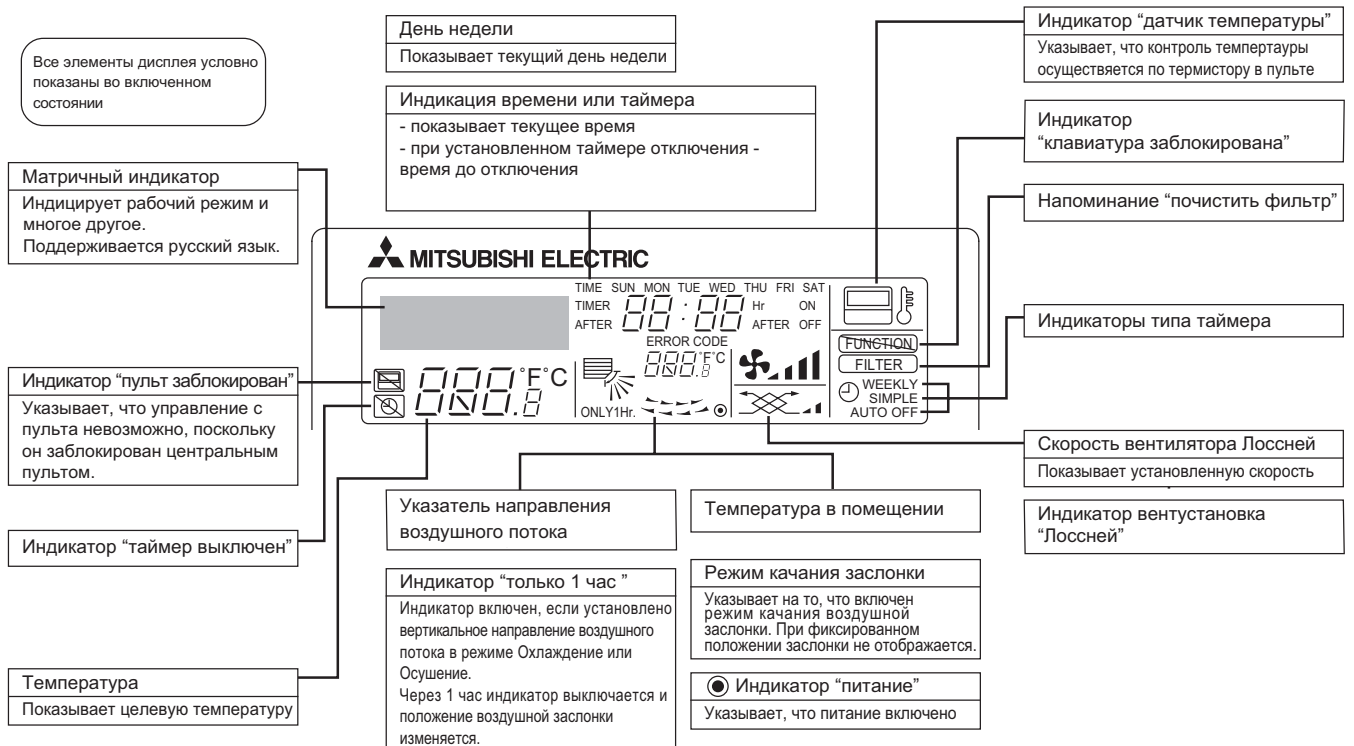 Все элементы дисплея условно
показаны во включенном
состоянии
День недели
Показывает текущий день недели
Индикация времени или таймера
- показывает текущее время
- при установленном таймере отключения -
время до отключения
Индикатор “датчик температуры”
Указывает, что контроль темпертауры
осуществяется по термистору в пульте
Индикатор
“клавиатура заблокирована”
Напоминание “почистить фильтр”
Индикаторы типа таймера
Скорость вентилятора Лоссней
Показывает установленную скорость
Индикатор вентустановка
“Лоссней”
Матричный индикатор
Индицирует рабочий режим и
многое другое.
Поддерживается русский язык.
Индикатор “пульт заблокирован”
Указывает, что управление с
пульта невозможно, поскольку
он заблокирован центральным
пультом.
Индикатор “таймер выключен”
Температура
Показывает целевую температуру
MITSUBISHI ELECTRIC
TIME SUN MON TUE WED THU FRI SAT
TIMER 88:88 Hr ON
AFTER AFTER OFF
ERROR CODE
°F°C
FUNCTION
FILTER
WEEKLY
SIMPLE
AUTO OFF
°F°C
ONLY1Hr.
Указатель направления
воздушного потока
Температура в помещении
Индикатор “только 1 час ”
Индикатор включен, если установлено
вертикальное направление воздушного
потока в режиме Охлаждение или
Осушение.
Через 1 час индикатор выключается и
положение воздушной заслонки
изменяется.
Режим качания заслонки
Указывает на то, что включен
режим качания воздушной
заслонки. При фиксированном
положении заслонки не отображается.
Индикатор “питание”
Указывает, что питание включено